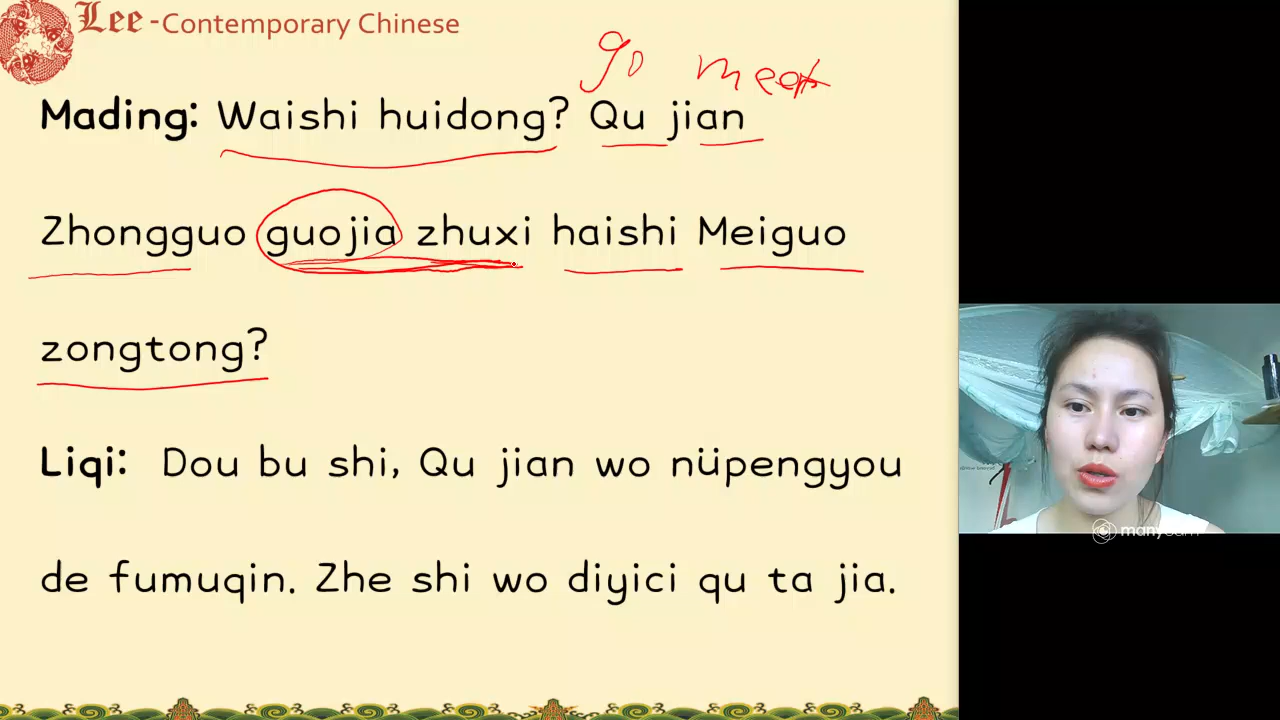 Lee -Contemporary Chinese
go meet
Mading: Waishi huidong? Qu jian
Zhongguo guojia zhuxi haishi Meiguo
zongtong?
Liqi: Dou bu shi, Qu jian wo nüpengyou
de fumuqin. Zhe shi wo diyici qu ta jia.
manycam